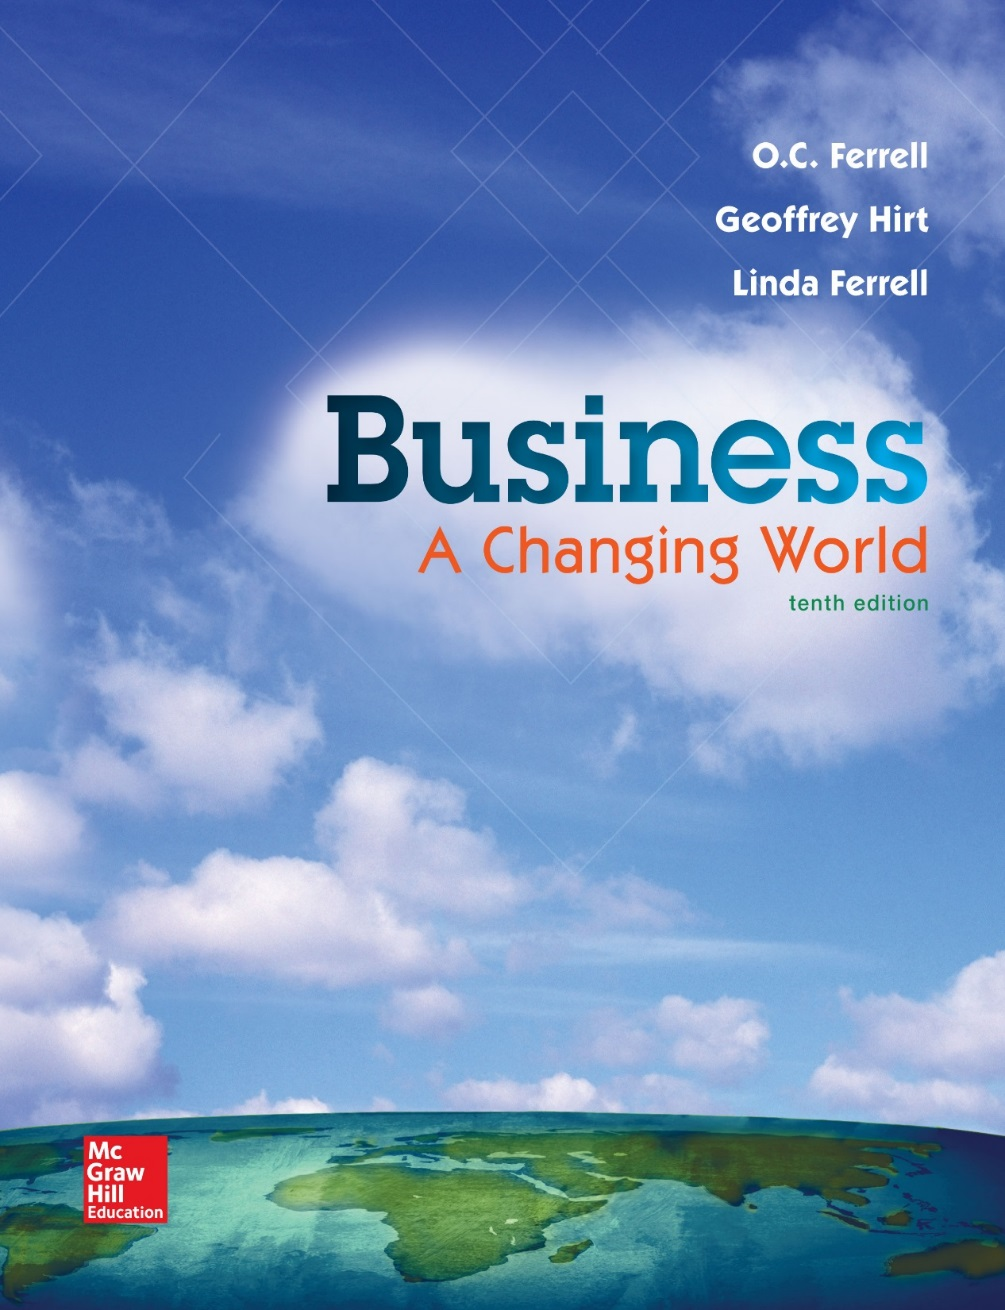 O.C. Ferrell
Geoffrey Hirt
Linda Ferrell
Business
A Changing World
tenth edition
Mc
Graw
Hill
Education